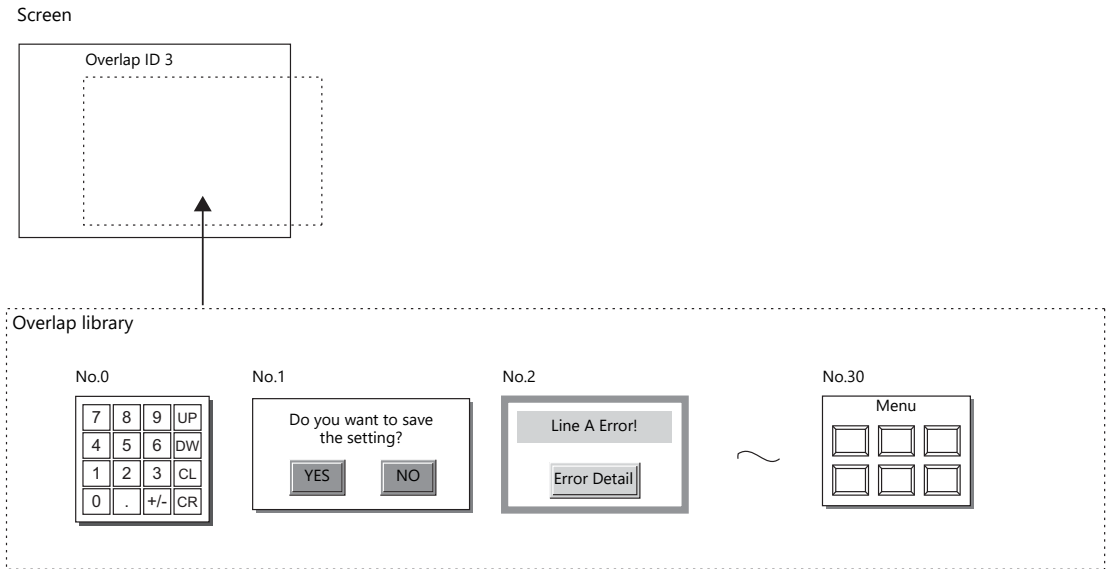 Screen
Overlap ID 3
Overlap library
No.0
No.1
No.2
No.30
7 8 9 UP
4 5 6 DW
1 2 3 CL
0 . +/- CR
Do you want to save
the setting?
YES NO
Line A Error!
Error Detail
Menu